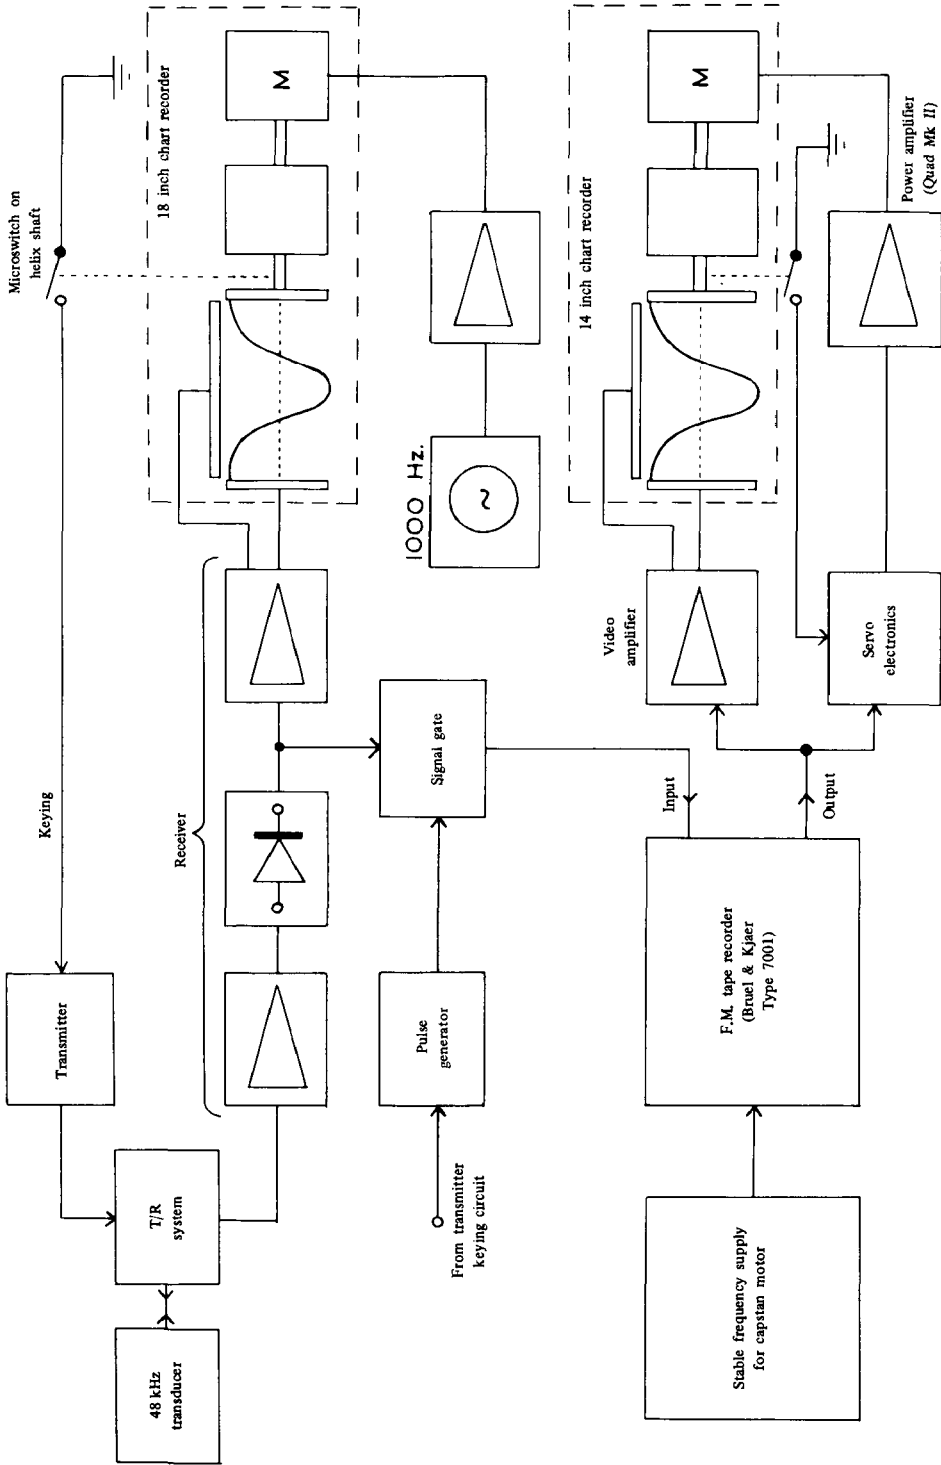 Microswitch on
helix shaft
Keying
Transmitter
18 inch chart recorder
M
Receiver
T/R
system
48 kHz
transducer
1000 Hz.
~
Signal gate
Pulse
generator
From transmitter
keying circuit
14 inch chart recorder
M
Video
amplifier
Input
Output
Servo
electronics
Power amplifier
(Quad Mk II)
F.M. tape recorder
(Bruel & Kjaer
Type 7001)
Stable frequency supply
for capstan motor